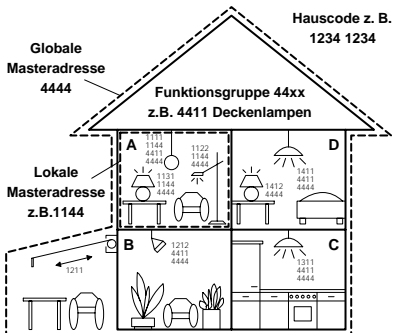 Hauscode z. B.
1234 1234
Globale
Masteradresse
4444
Funktionsgruppe 44xx
z.B. 4411 Deckenlampen
A
1111
1144
4411
4444
1122
1144
4444
1131
1144
4444
D
1411
4411
4444
1412
4444
Lokale
Masteradresse
z.B.1144
B
1212
4411
4444
1211
C
1311
4411
4444